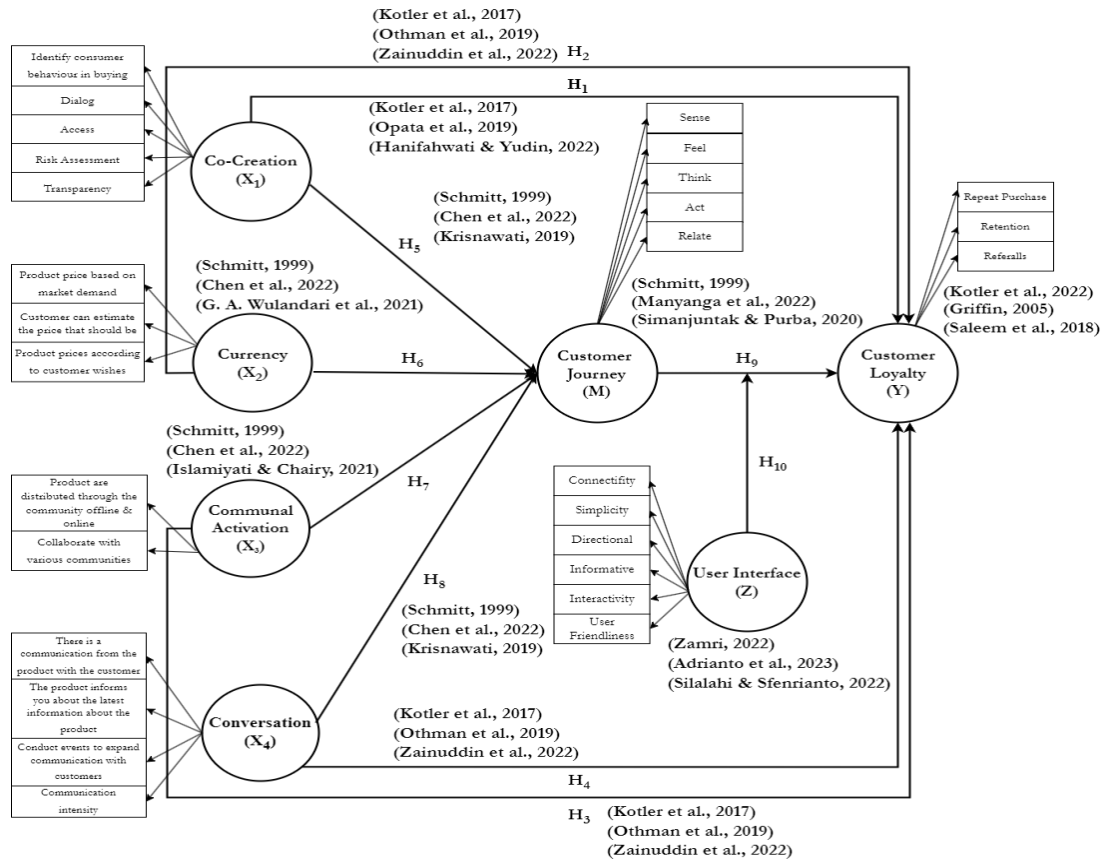 (Kotler et al., 2017)
(Othman et al., 2019)
(Zainuddin et al., 2022)
H2
H1
Identify consumer
behaviour in buying
Dialog
Access
Risk Assessment
Transparency
Co-Creation
(X1)
(Kotler et al., 2017)
(Opata et al., 2019)
(Hanifahwati & Yudin, 2022)
Sense
Feel
Think
Act
Relate
(Schmitt, 1999)
(Chen et al., 2022)
(Krisnawati, 2019)
H5
Repeat Purchase
Retention
Referalls
(Kotler et al., 2022)
(Griffin, 2005)
(Saleem et al., 2018)
Product price based on
market demand
Customer can estimate
the price that should be
Product prices according
to customer wishes
(Schmitt, 1999)
(Chen et al., 2022)
(G. A. Wulandari et al., 2021)
Currency
(X2)
H6
(Schmitt, 1999)
(Manyanga et al., 2022)
(Simanjuntak & Purba, 2020)
Customer
Journey
(M)
H9
Customer
Loyalty
(Y)
(Schmitt, 1999)
(Chen et al., 2022)
(Islamiyati & Chairy, 2021)
H7
Product are
distributed through the
community offline &
online
Collaborate with
various communities
Communal
Activation
(X3)
H10
Connectifity
Simplicity
Directional
Informative
Interactivity
User
Friendliness
User Interface
(Z)
(Zamri, 2022)
(Adrianto et al., 2023)
(Silalahi & Sfenrianto, 2022)
H8
(Schmitt, 1999)
(Chen et al., 2022)
(Krisnawati, 2019)
There is a
communication from the
product with the customer
The product informs
you about the latest
information about the
product
Conduct events to expand
communication with
customers
Communication
intensity
Conversation
(X4)
(Kotler et al., 2017)
(Othman et al., 2019)
(Zainuddin et al., 2022)
H4
H3
(Kotler et al., 2017)
(Othman et al., 2019)
(Zainuddin et al., 2022)